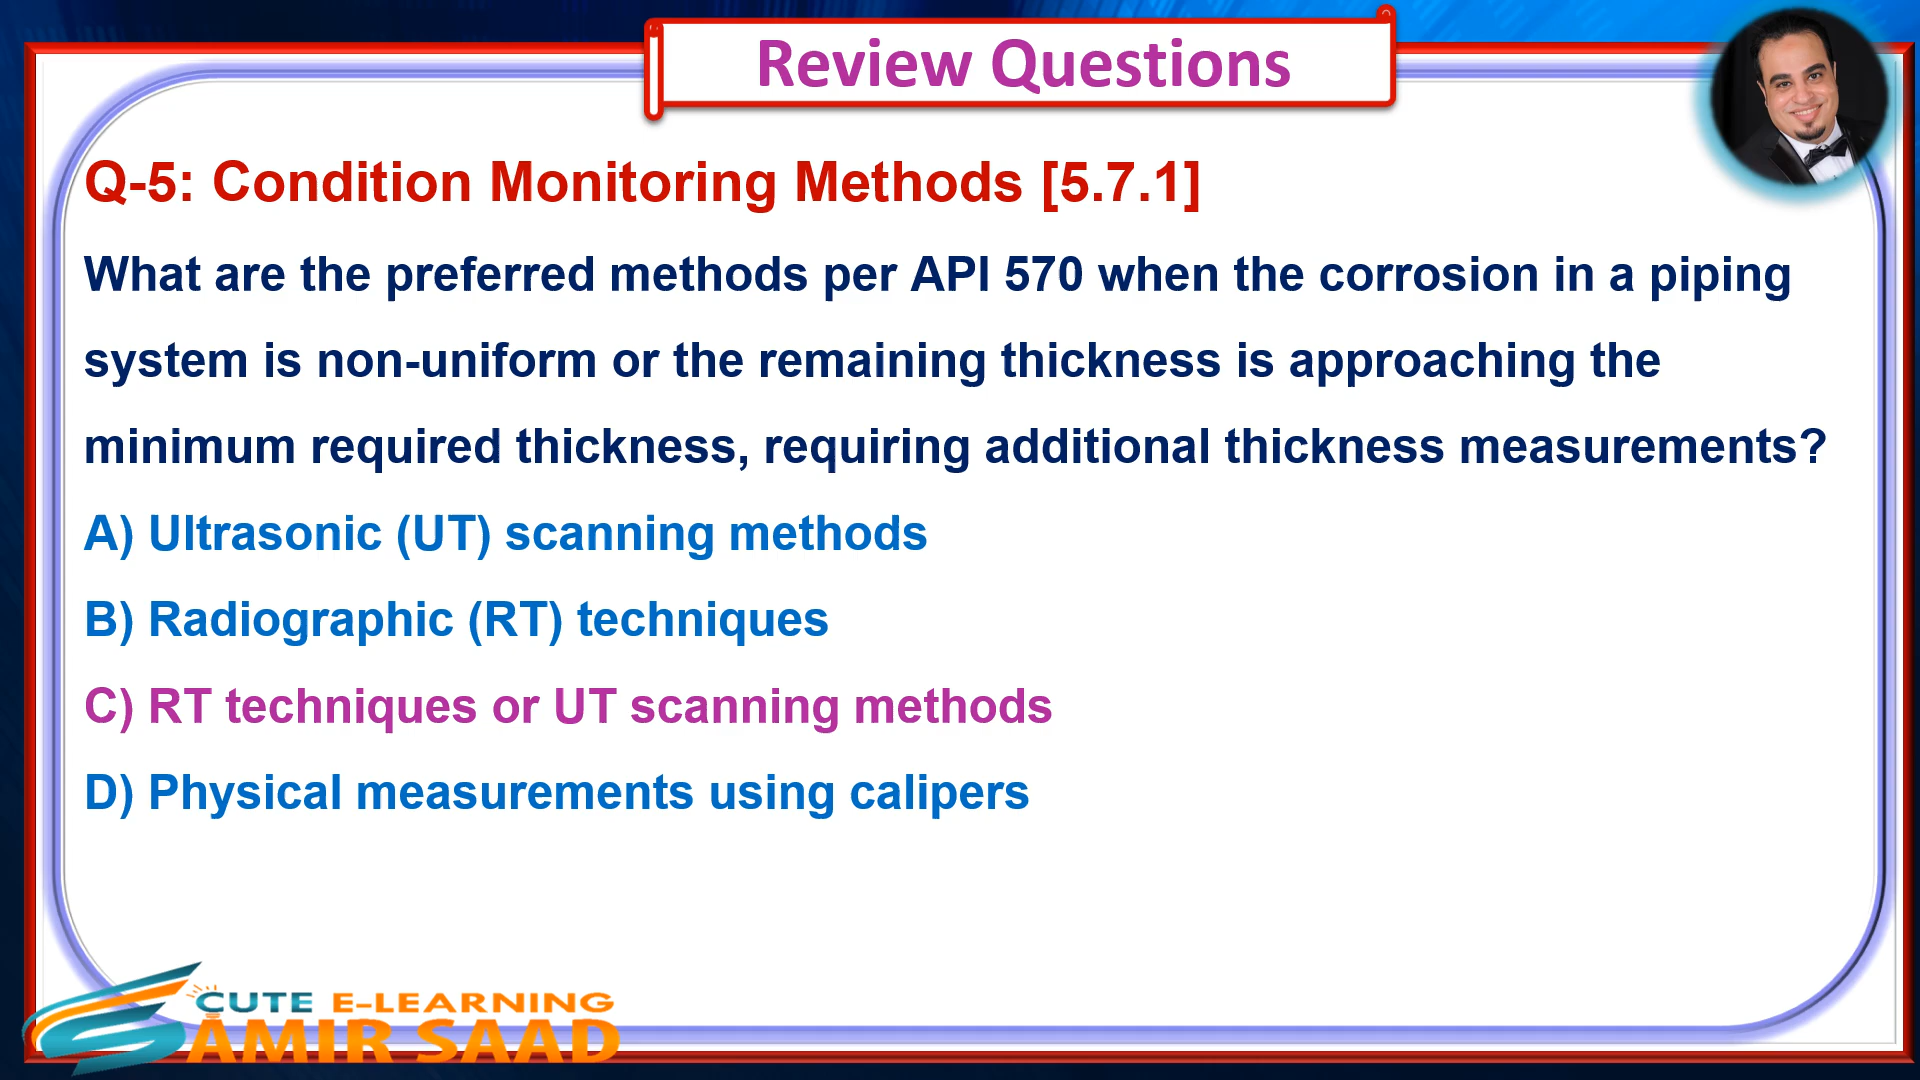 Review Questions
Q-5: Condition Monitoring Methods [5.7.1]
What are the preferred methods per API 570 when the corrosion in a piping
system is non-uniform or the remaining thickness is approaching the
minimum required thickness, requiring additional thickness measurements?
A) Ultrasonic (UT) scanning methods
B) Radiographic (RT) techniques
C) RT techniques or UT scanning methods
D) Physical measurements using calipers
CUTE E-LEARNING
AMIR SAAD